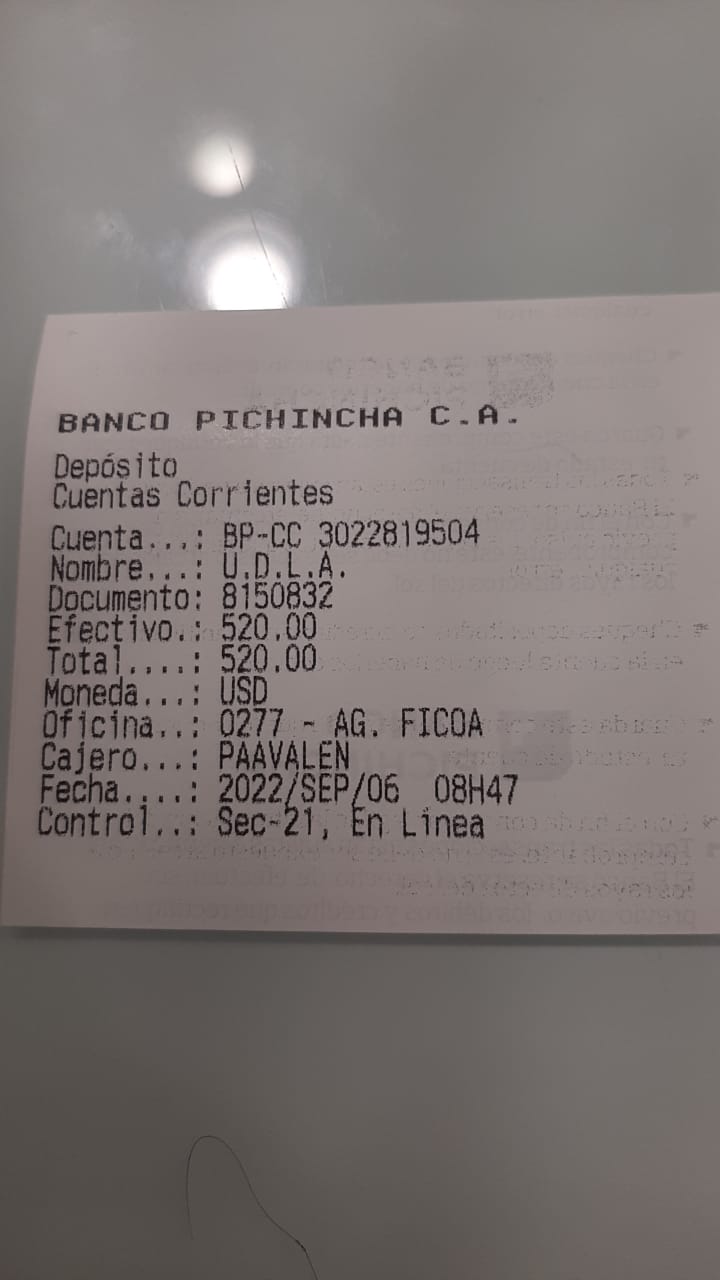 BANCO PICHINCHA C.A.
Depósito
Cuentas Corrientes
Cuenta...: BP-CC 3022819504
Nombre...: U.D.L.A.
Documento: 8150832
Efectivo.: 520.00
Total....: 520.00
Moneda...: USD
Oficina..: 0277 - AG. FICOA
Cajero...: PAAVALEN
Fecha....: 2022/SEP/06 08H47
Control..: Sec-21, En Linea